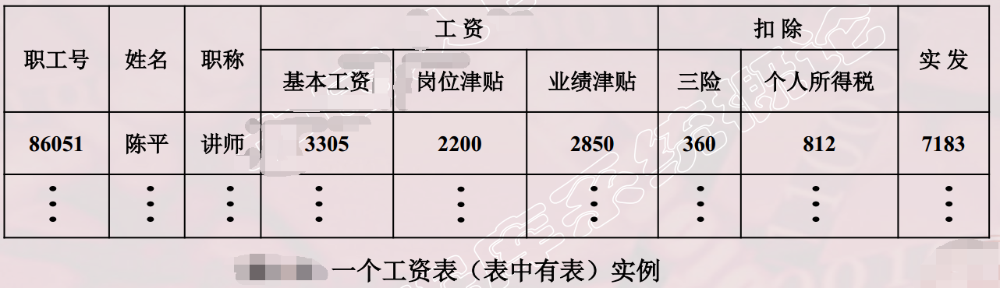 工 资 扣 除
职工号 姓名 职称 实 发
基本工资 岗位津贴 业绩津贴 三险 个人所得税
86051 陈平 讲师 3305 2200 2850 360 812 7183
一个工资表（表中有表）实例